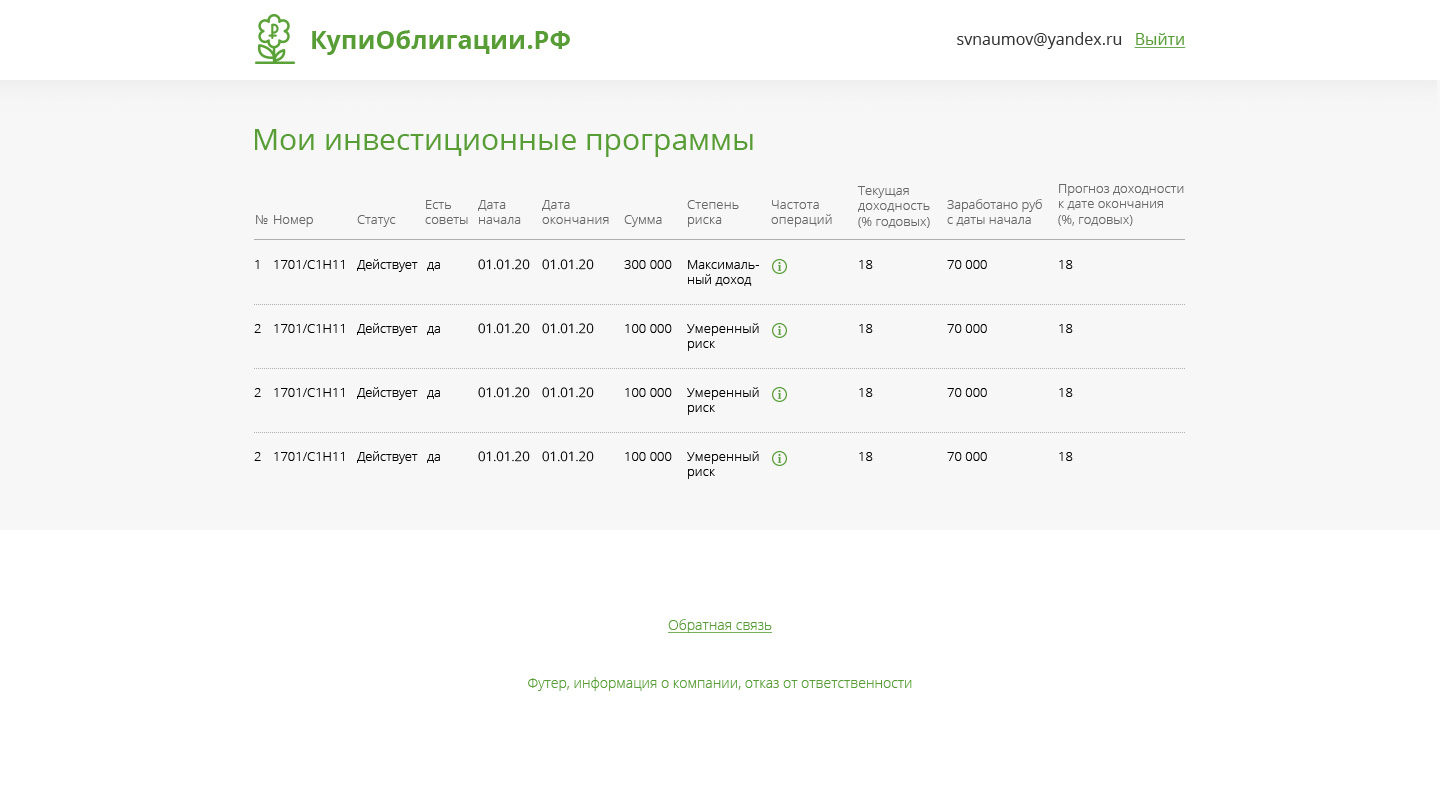 КупиОблигации.РФ
svnaumov@yandex.ru Выйти
Мои инвестиционные программы
№ Номер Статус Есть советы Дата начала Дата окончания Сумма Степень риска Частота операций Текущая доходность (% годовых) Заработано руб с даты начала Прогноз доходности к дате окончания (%, годовых)
1 1701/С1Н11 Действует да 01.01.20 01.01.20 300 000 Максималь- 18 70 000 18
ный доход
2 1701/С1Н11 Действует да 01.01.20 01.01.20 100 000 Умеренный 18 70 000 18
риск
2 1701/С1Н11 Действует да 01.01.20 01.01.20 100 000 Умеренный 18 70 000 18
риск
2 1701/С1Н11 Действует да 01.01.20 01.01.20 100 000 Умеренный 18 70 000 18
риск
Обратная связь
Футер, информация о компании, отказ от ответственности